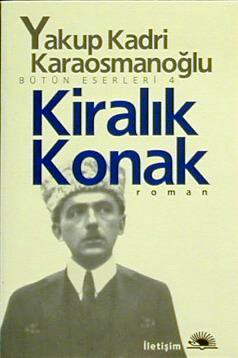 Yakup Kadri
Karaosmanoğlu
BÜTÜN ESERLERİ 4
Kiralık
Konak
roman
İletişim